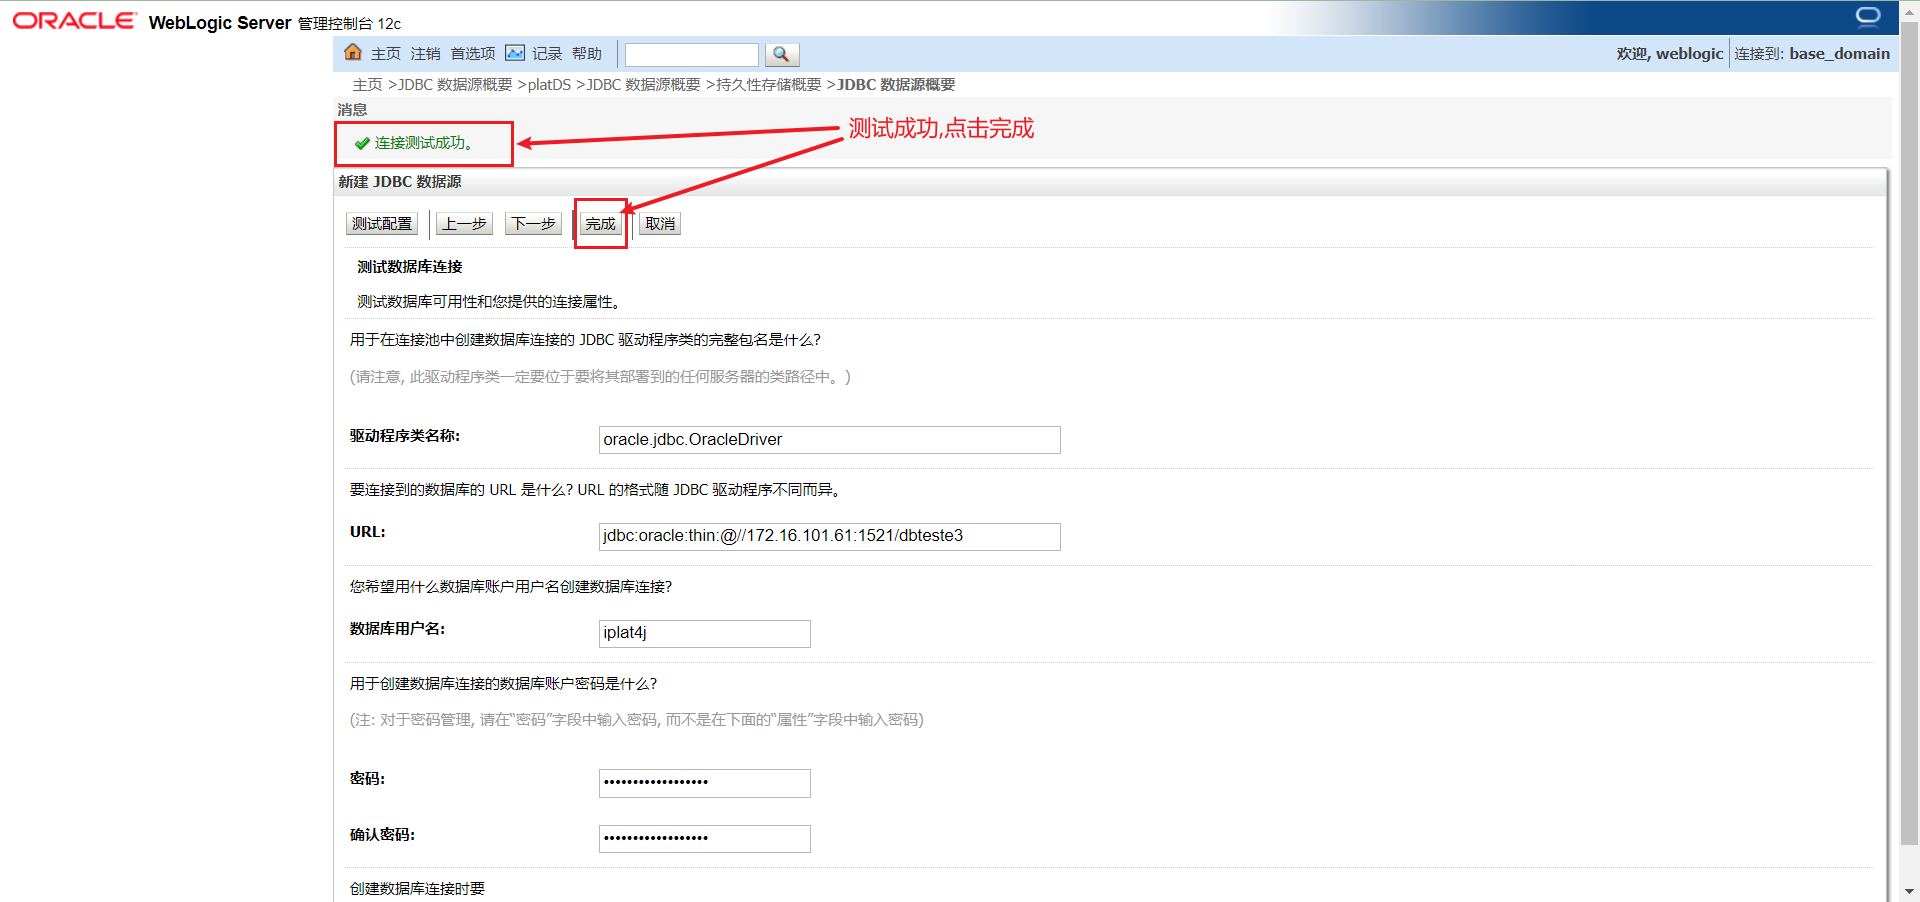 ORACLE WebLogic Server 管理控制台 12c
主页 注销 首选项 记录 帮助
欢迎, weblogic 连接到: base_domain
主页 >JDBC 数据源概要 >platDS >JDBC 数据源概要 >持久性存储概要 >JDBC 数据源概要
消息
连接测试成功。
测试成功,点击完成
新建 JDBC 数据源
测试配置 上一步 下一步 完成 取消
测试数据库连接
测试数据库可用性和您提供的连接属性。
用于在连接池中创建数据库连接的 JDBC 驱动程序类的完整包名是什么?
(请注意, 此驱动程序类一定要位于要将其部署到的任何服务器的类路径中。)
驱动程序类名称: oracle.jdbc.OracleDriver
要连接到的数据库的 URL 是什么? URL 的格式随 JDBC 驱动程序不同而异。
URL: jdbc:oracle:thin:@//172.16.101.61:1521/dbteste3
您希望用什么数据库账户用户名创建数据库连接?
数据库用户名: iplat4j
用于创建数据库连接的数据库账户密码是什么?
(注: 对于密码管理, 请在“密码”字段中输入密码, 而不是在下面的“属性”字段中输入密码)
密码: ••••••••••••••••••
确认密码: ••••••••••••••••••
创建数据库连接时要